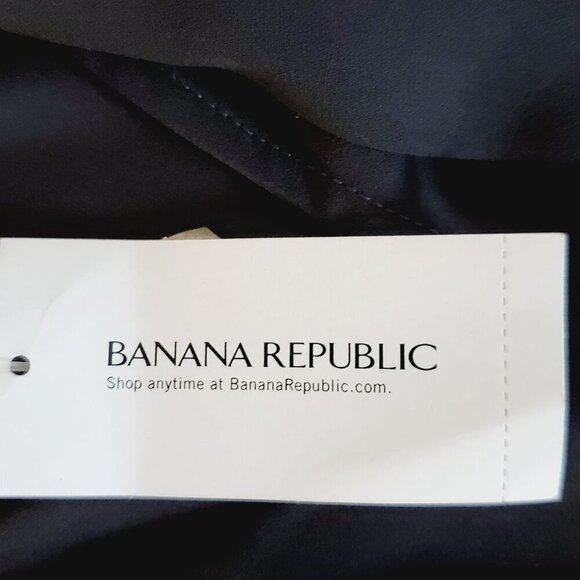 BANANA REPUBLIC
Shop anytime at BananaRepublic.com.